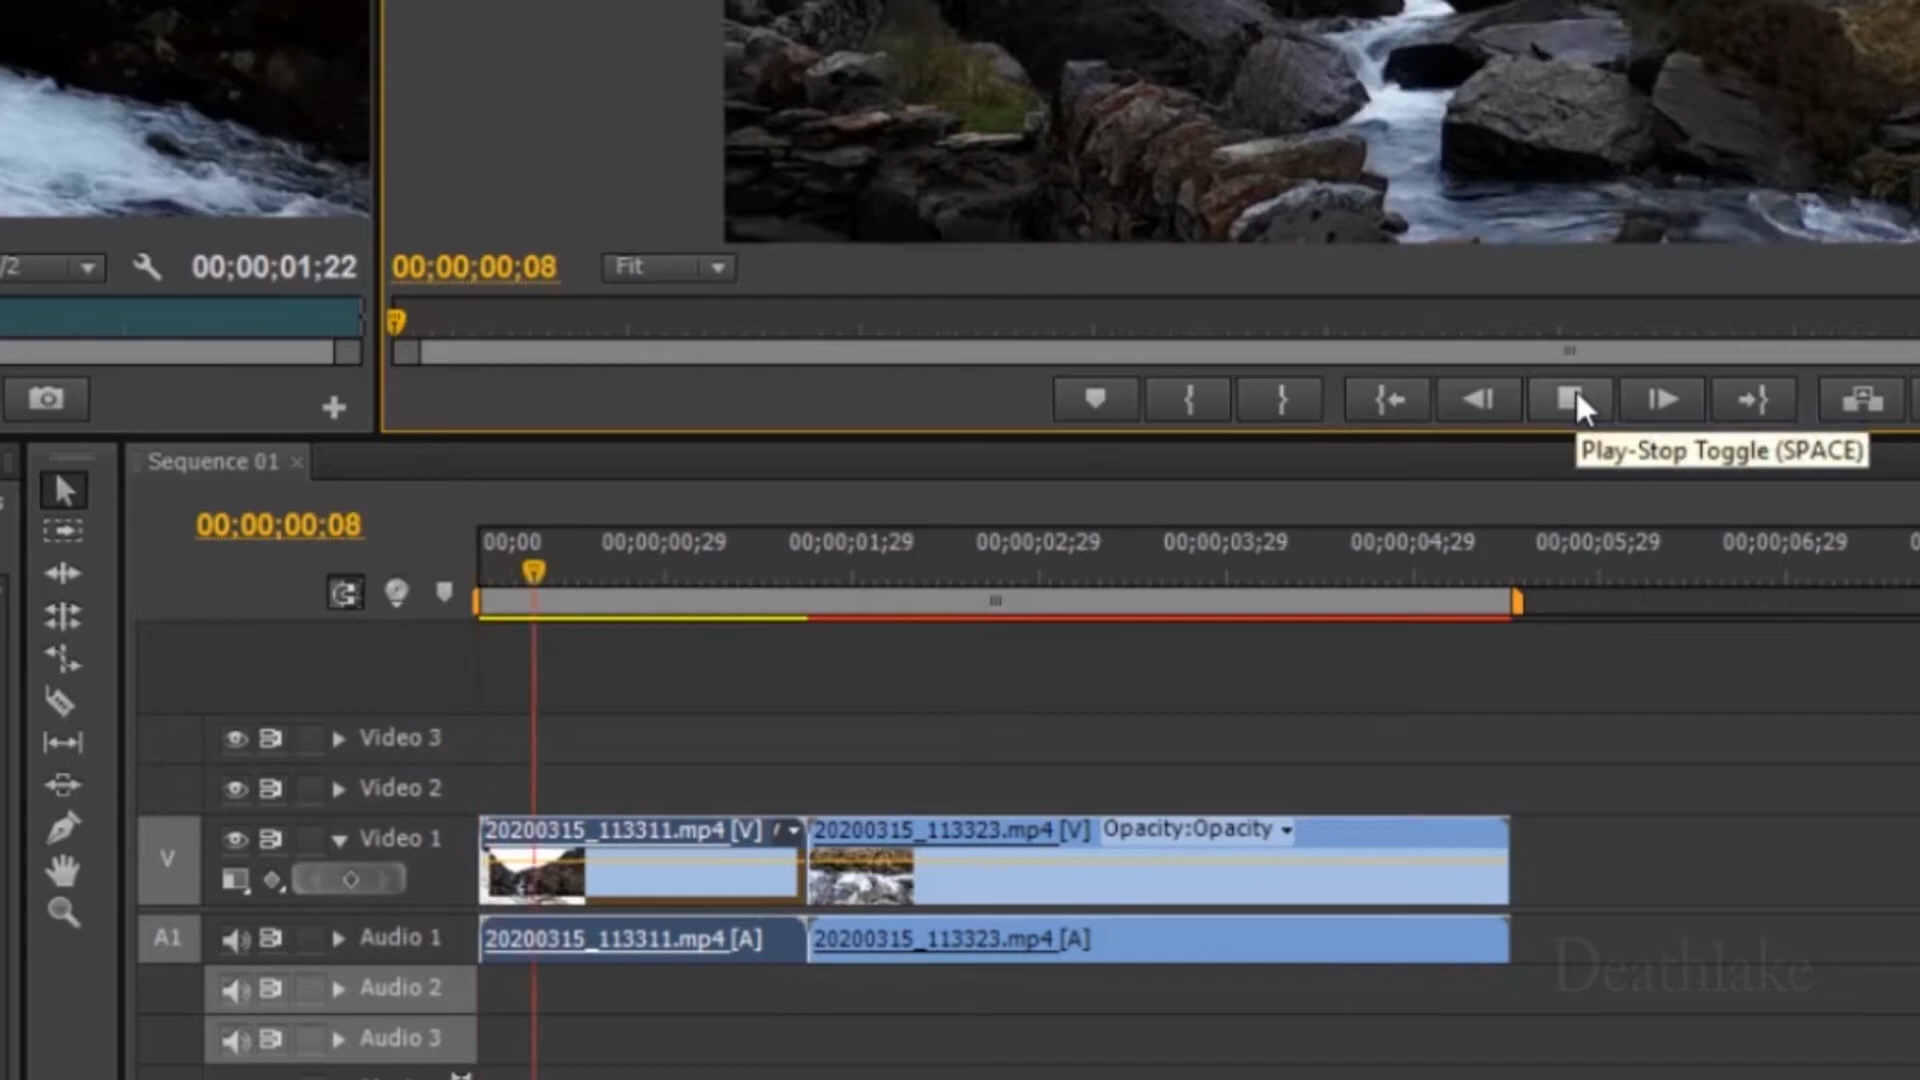 /2
00;00;01;22
00;00;00;08
Fit
Play-Stop Toggle (SPACE)
Sequence 01
00;00;00;08
00;00
00;00;00;29
00;00;01;29
00;00;02;29
00;00;03;29
00;00;04;29
00;00;05;29
00;00;06;29
Video 3
Video 2
V
Video 1
20200315_113311.mp4 [V]
20200315_113323.mp4 [V]
Opacity:Opacity
A1
Audio 1
20200315_113311.mp4 [A]
20200315_113323.mp4 [A]
Audio 2
Audio 3
Deathlake